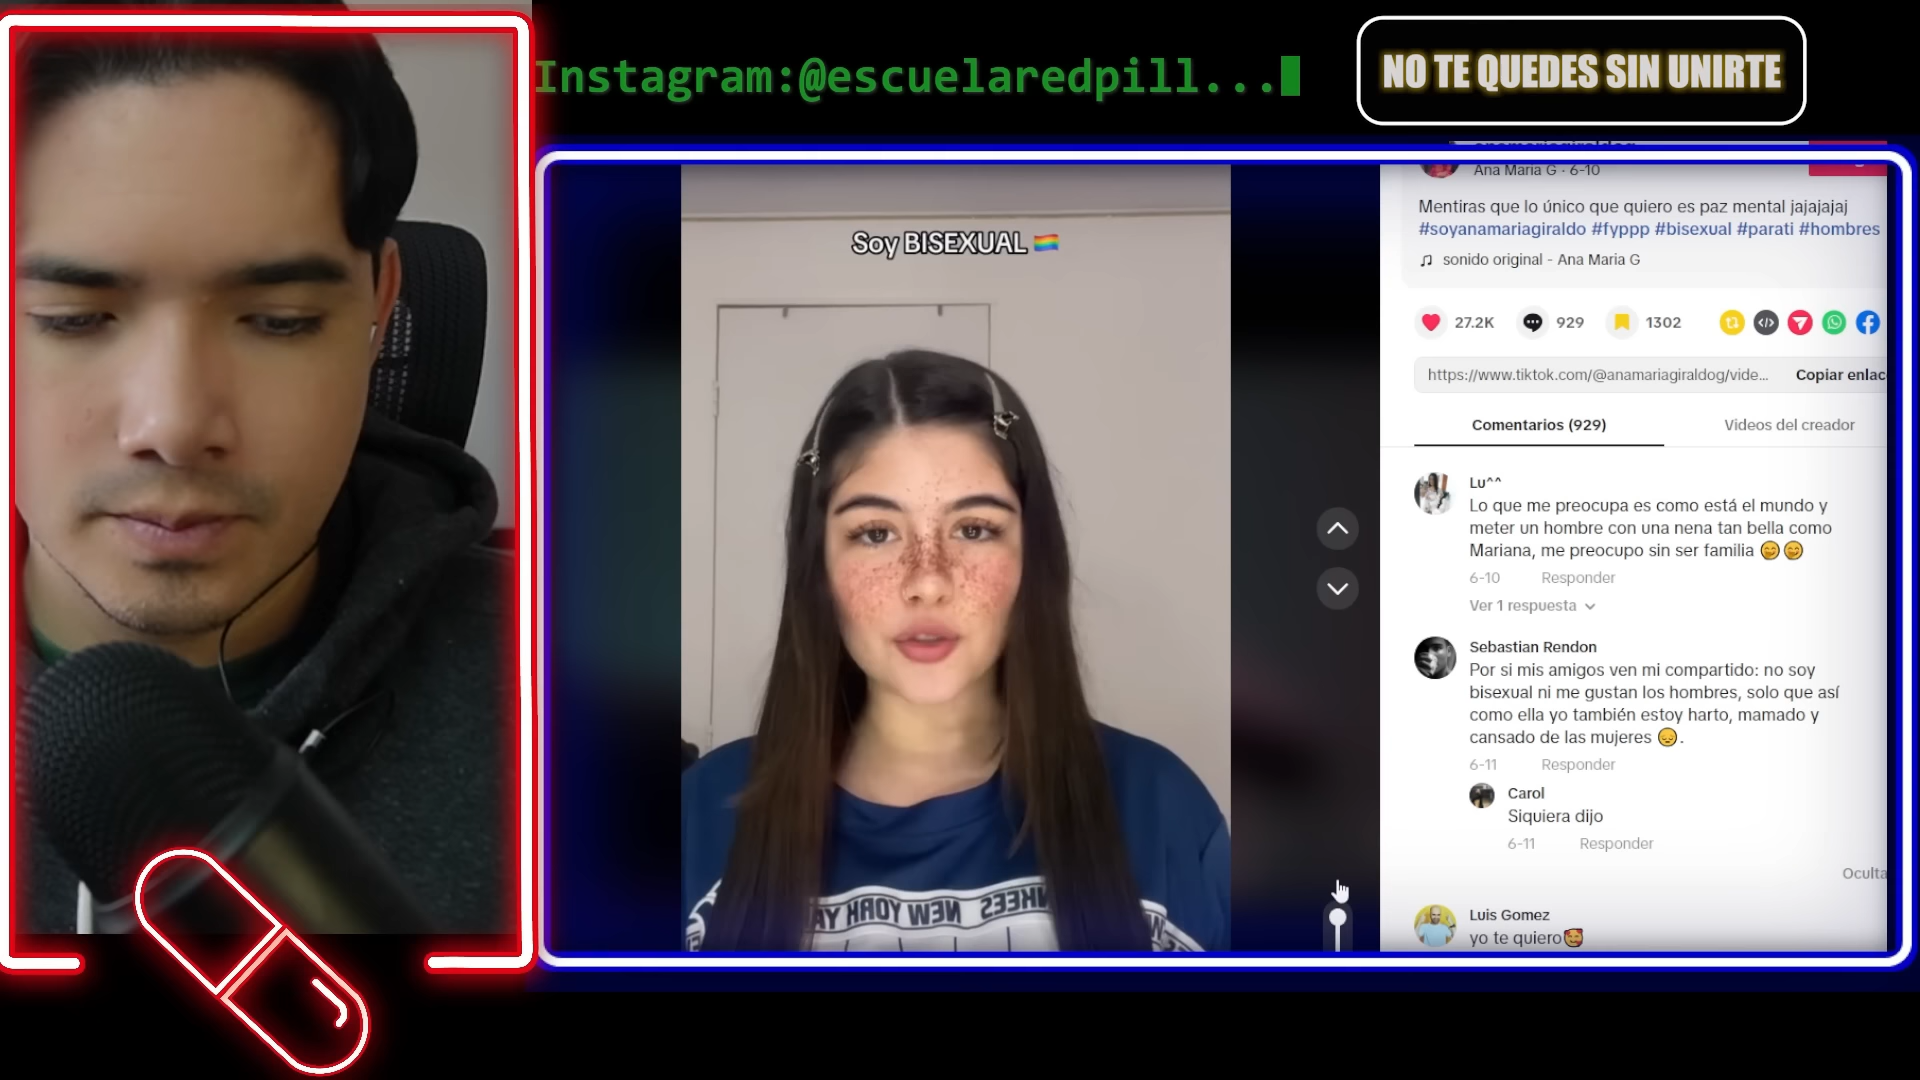 Instagram:@escuelaredpill...
NO TE QUEDES SIN UNIRTE
Soy BISEXUAL 🏳️‍🌈
NEW YORK YA
NKEES
anamariagiraldog
Ana Maria G · 6-10
Mentiras que lo único que quiero es paz mental jajajajaj
#soyanamariagiraldo #fyppp #bisexual #parati #hombres
sonido original - Ana Maria G
27.2K
929
1302
https://www.tiktok.com/@anamariagiraldog/vide...
Copiar enlac
Comentarios (929)
Videos del creador
Lu^^
Lo que me preocupa es como está el mundo y
meter un hombre con una nena tan bella como
Mariana, me preocupo sin ser familia 😊😊
6-10 Responder
Ver 1 respuesta
Sebastian Rendon
Por si mis amigos ven mi compartido: no soy
bisexual ni me gustan los hombres, solo que así
como ella yo también estoy harto, mamado y
cansado de las mujeres 😞.
6-11 Responder
Carol
Siquiera dijo
6-11 Responder
Oculta
Luis Gomez
yo te quiero🥰